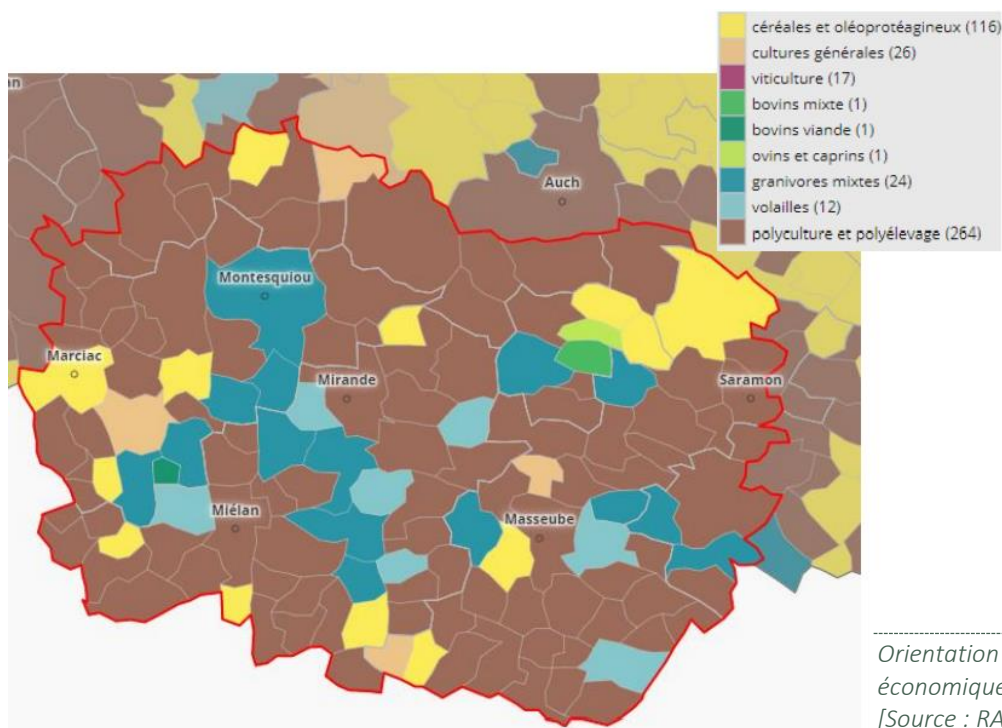 céréales et oléoprotéagineux (116)
cultures générales (26)
viticulture (17)
bovins mixte (1)
bovins viande (1)
ovins et caprins (1)
granivores mixtes (24)
volailles (12)
polyculture et polyélevage (264)
an
Auch
Montesquiou
Marciac
Mirande
Saramon
Miélan
Masseube
Orientation
économique
[Source : RA